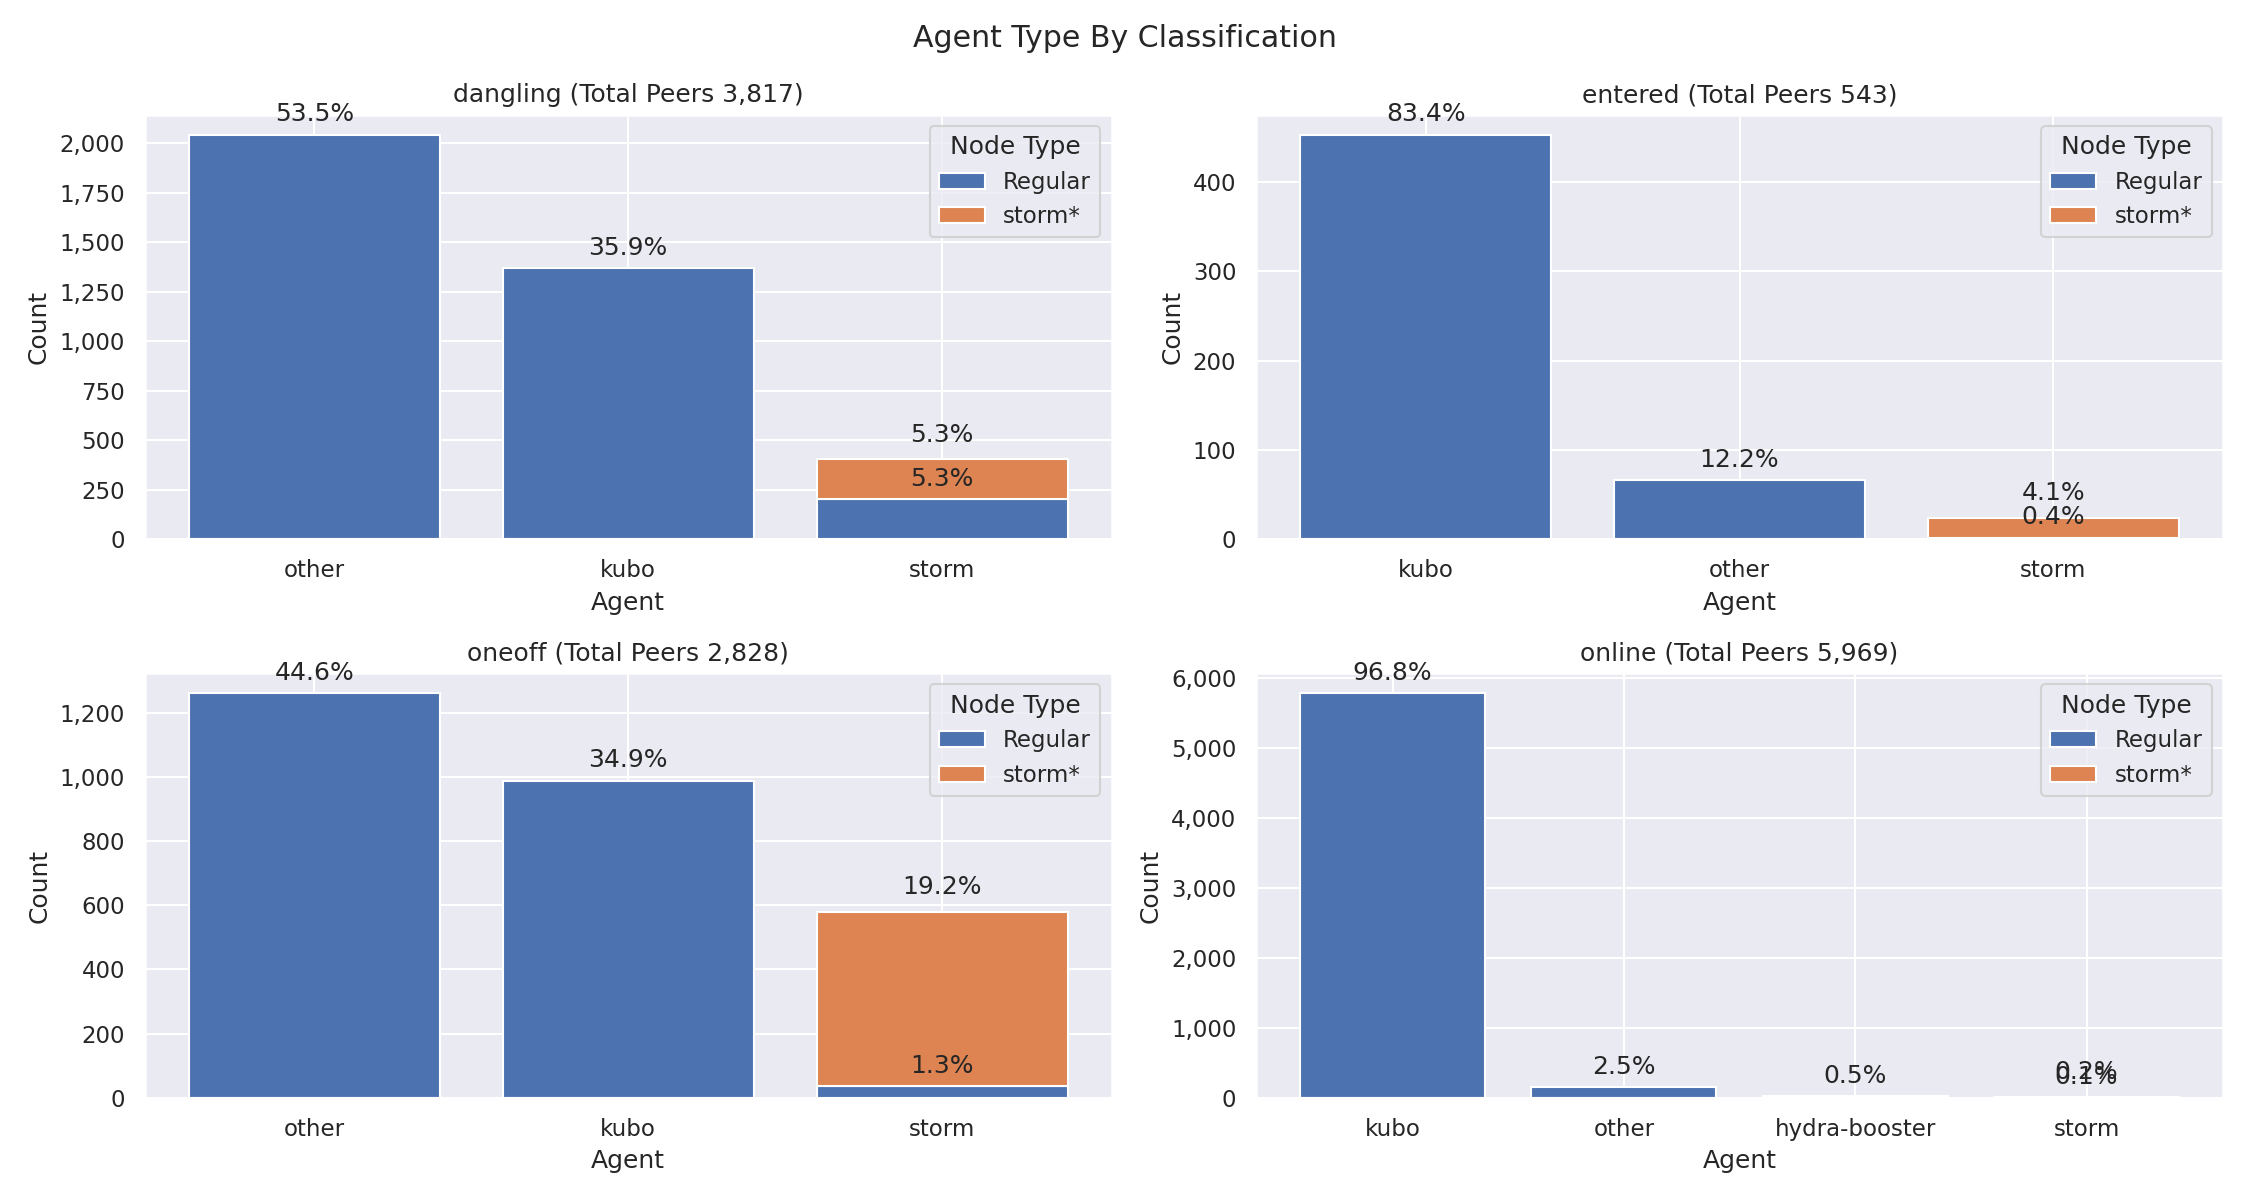 Agent Type By Classification
dangling (Total Peers 3,817)
53.5%
35.9%
5.3%
5.3%
Node Type
Regular
storm*
Count
2,000
1,750
1,500
1,250
1,000
750
500
250
0
other
kubo
storm
Agent
entered (Total Peers 543)
83.4%
12.2%
4.1%
0.4%
Node Type
Regular
storm*
Count
400
300
200
100
0
kubo
other
storm
Agent
oneoff (Total Peers 2,828)
44.6%
34.9%
19.2%
1.3%
Node Type
Regular
storm*
Count
1,200
1,000
800
600
400
200
0
other
kubo
storm
Agent
online (Total Peers 5,969)
96.8%
2.5%
0.5%
0.2%
0.1%
Node Type
Regular
storm*
Count
6,000
5,000
4,000
3,000
2,000
1,000
0
kubo
other
hydra-booster
storm
Agent